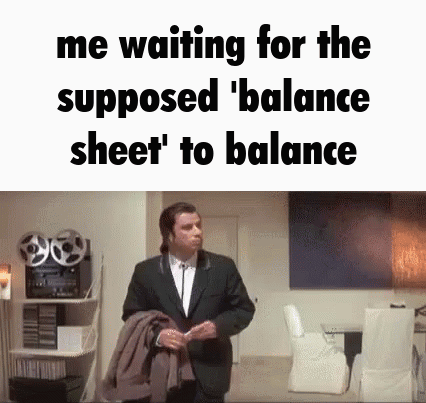 me waiting for the
supposed 'balance
sheet' to balance